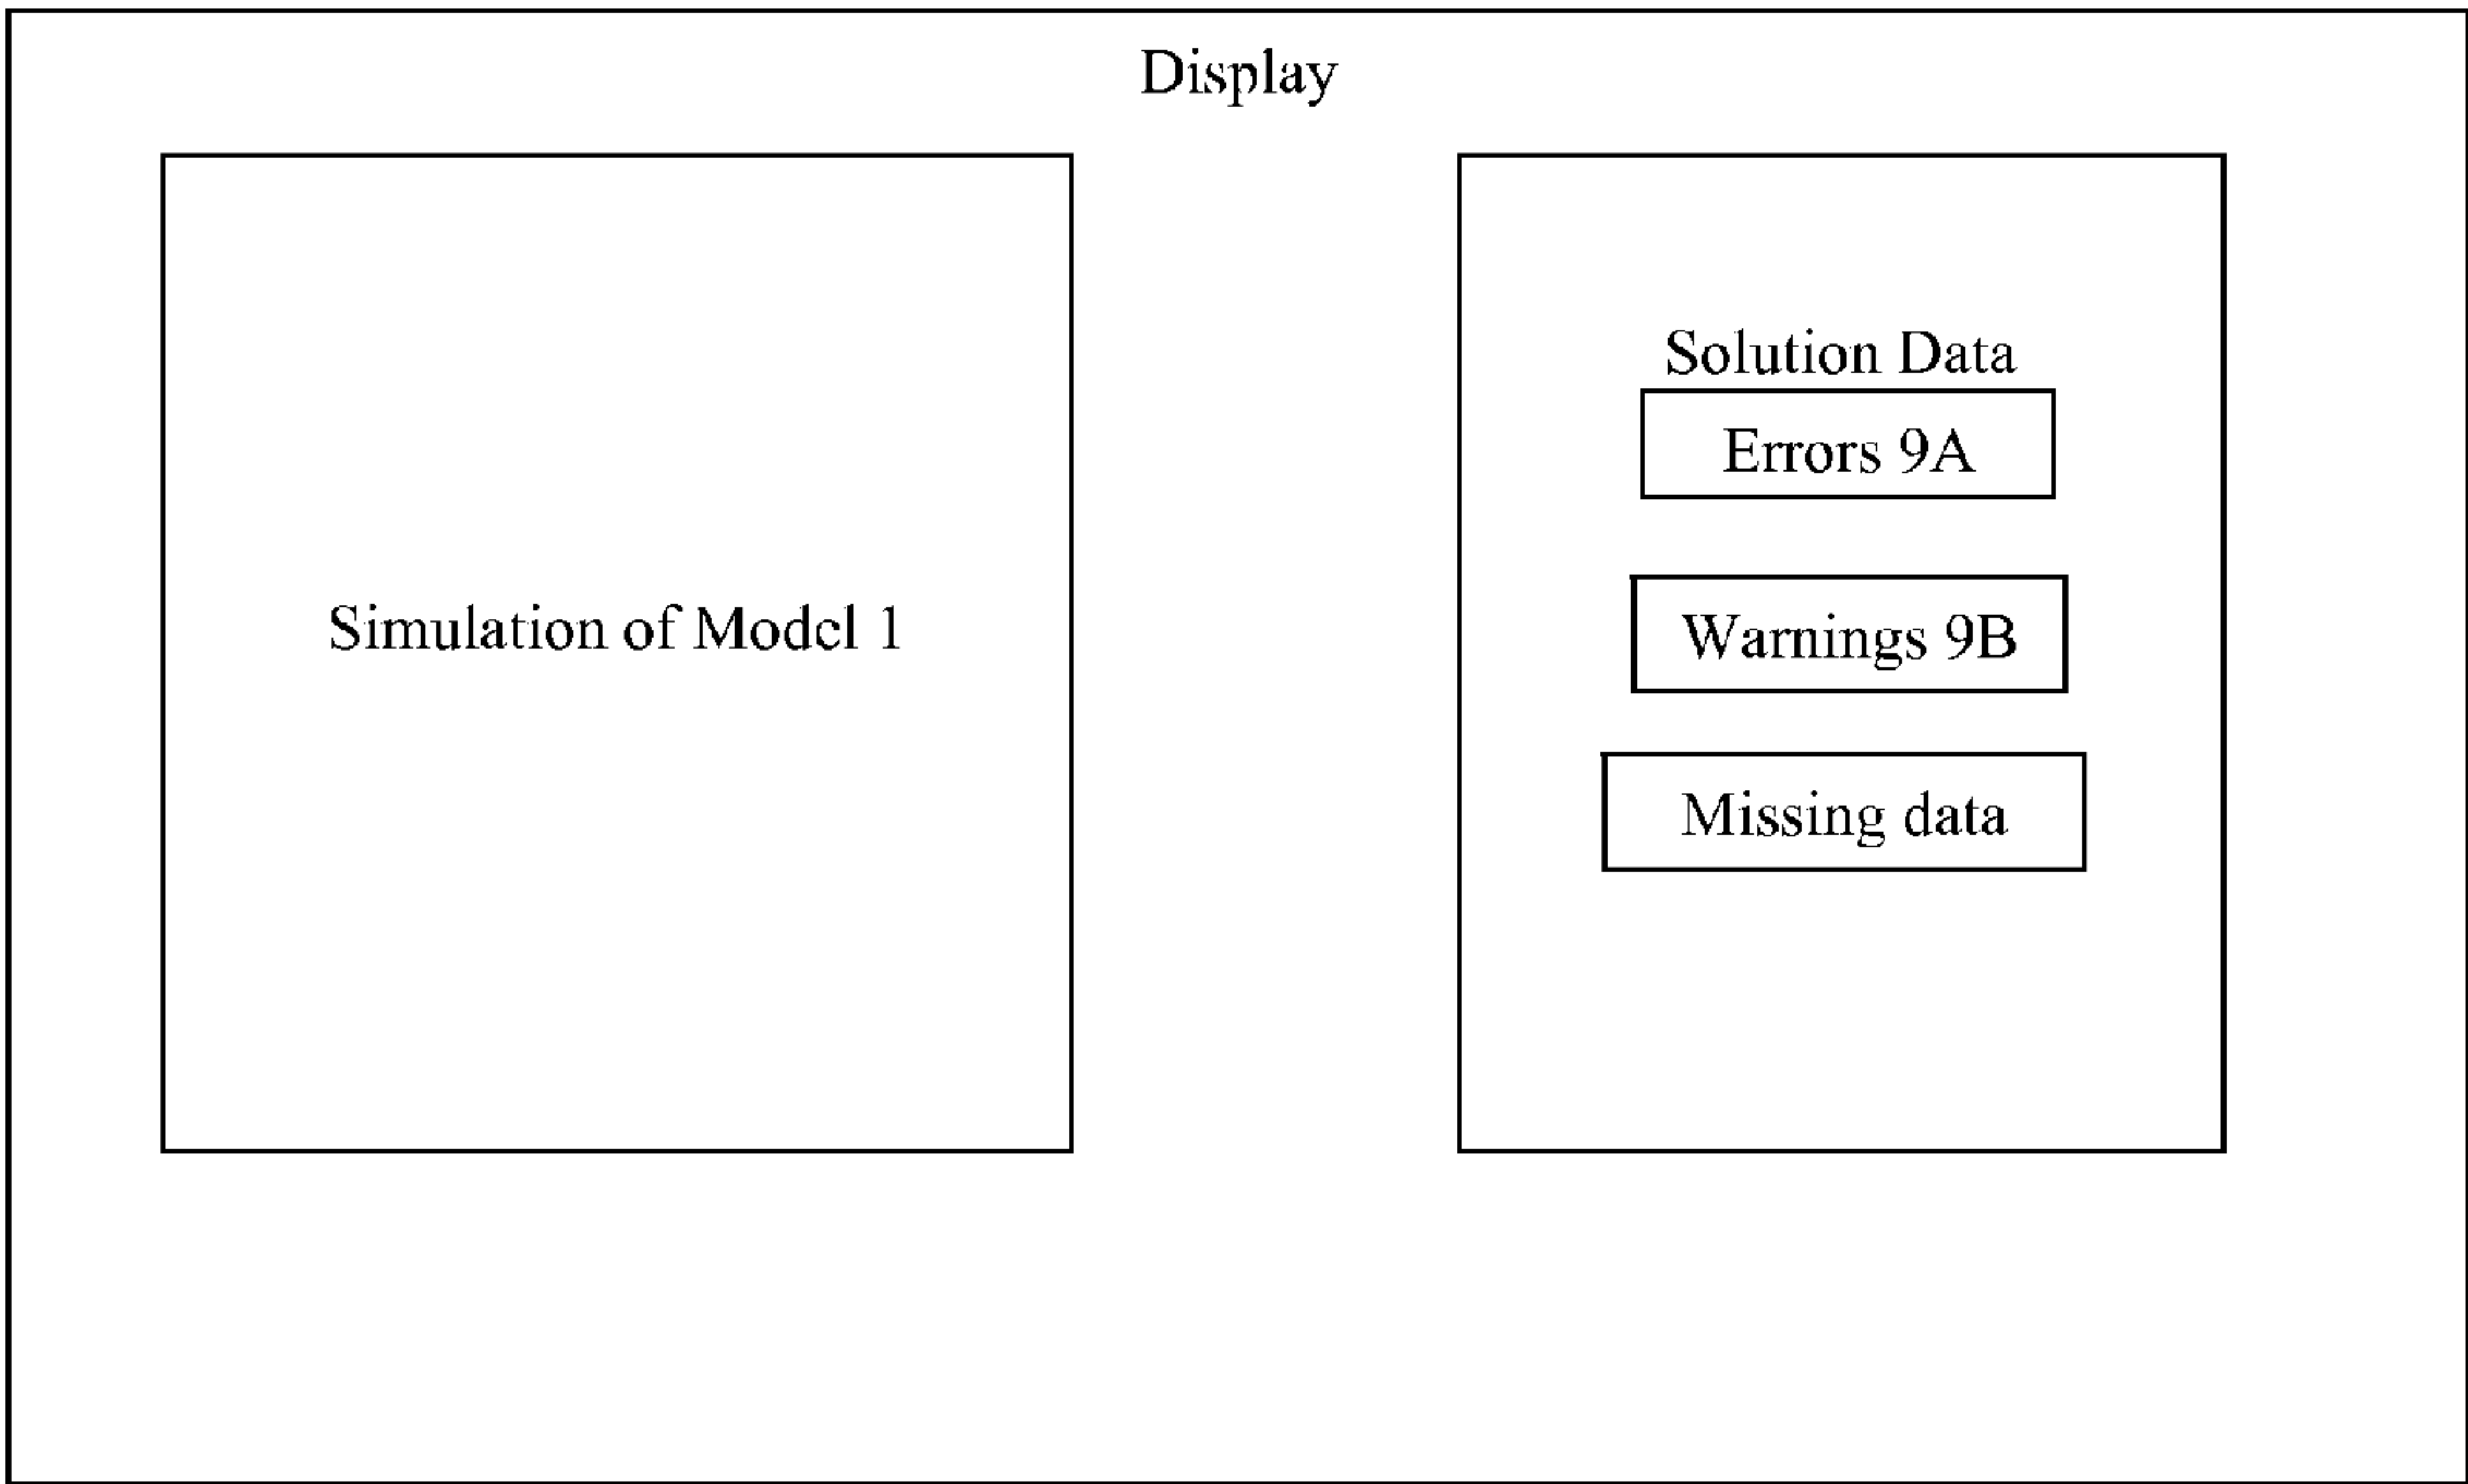 Display
Simulation of Model 1
Solution Data
Errors 9A
Warnings 9B
Missing data